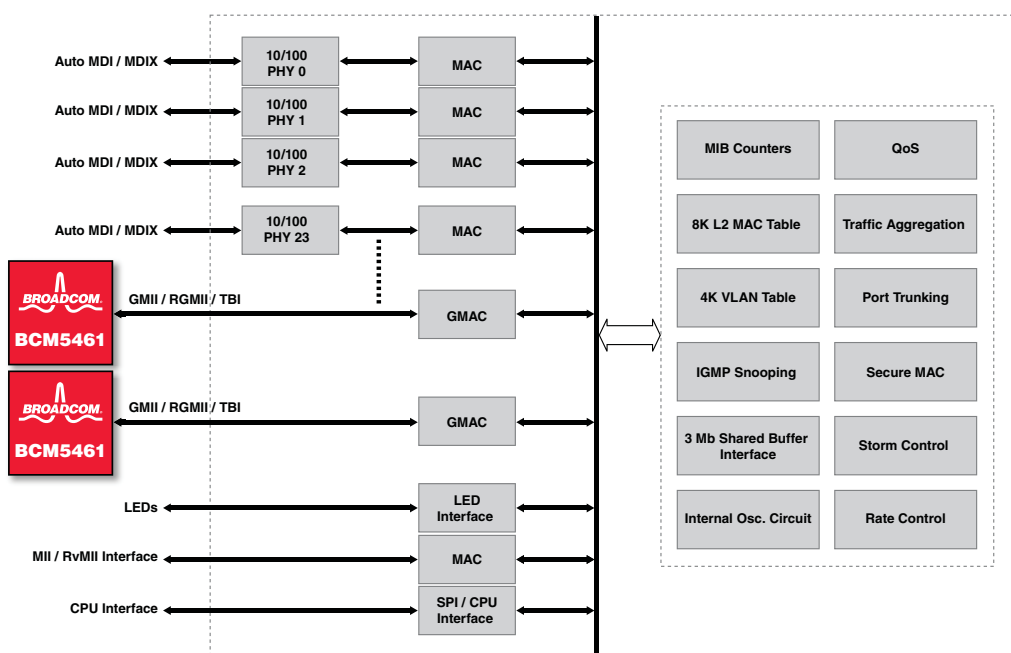 Auto MDI / MDIX
10/100
PHY 0
MAC
Auto MDI / MDIX
10/100
PHY 1
MAC
Auto MDI / MDIX
10/100
PHY 2
MAC
Auto MDI / MDIX
10/100
PHY 23
MAC
BROADCOM.
BCM5461
GMII / RGMII / TBI
GMAC
BROADCOM.
BCM5461
GMII / RGMII / TBI
GMAC
LEDs
LED
Interface
MII / RvMII Interface
MAC
CPU Interface
SPI / CPU
Interface
MIB Counters
QoS
8K L2 MAC Table
Traffic Aggregation
4K VLAN Table
Port Trunking
IGMP Snooping
Secure MAC
3 Mb Shared Buffer
Interface
Storm Control
Internal Osc. Circuit
Rate Control